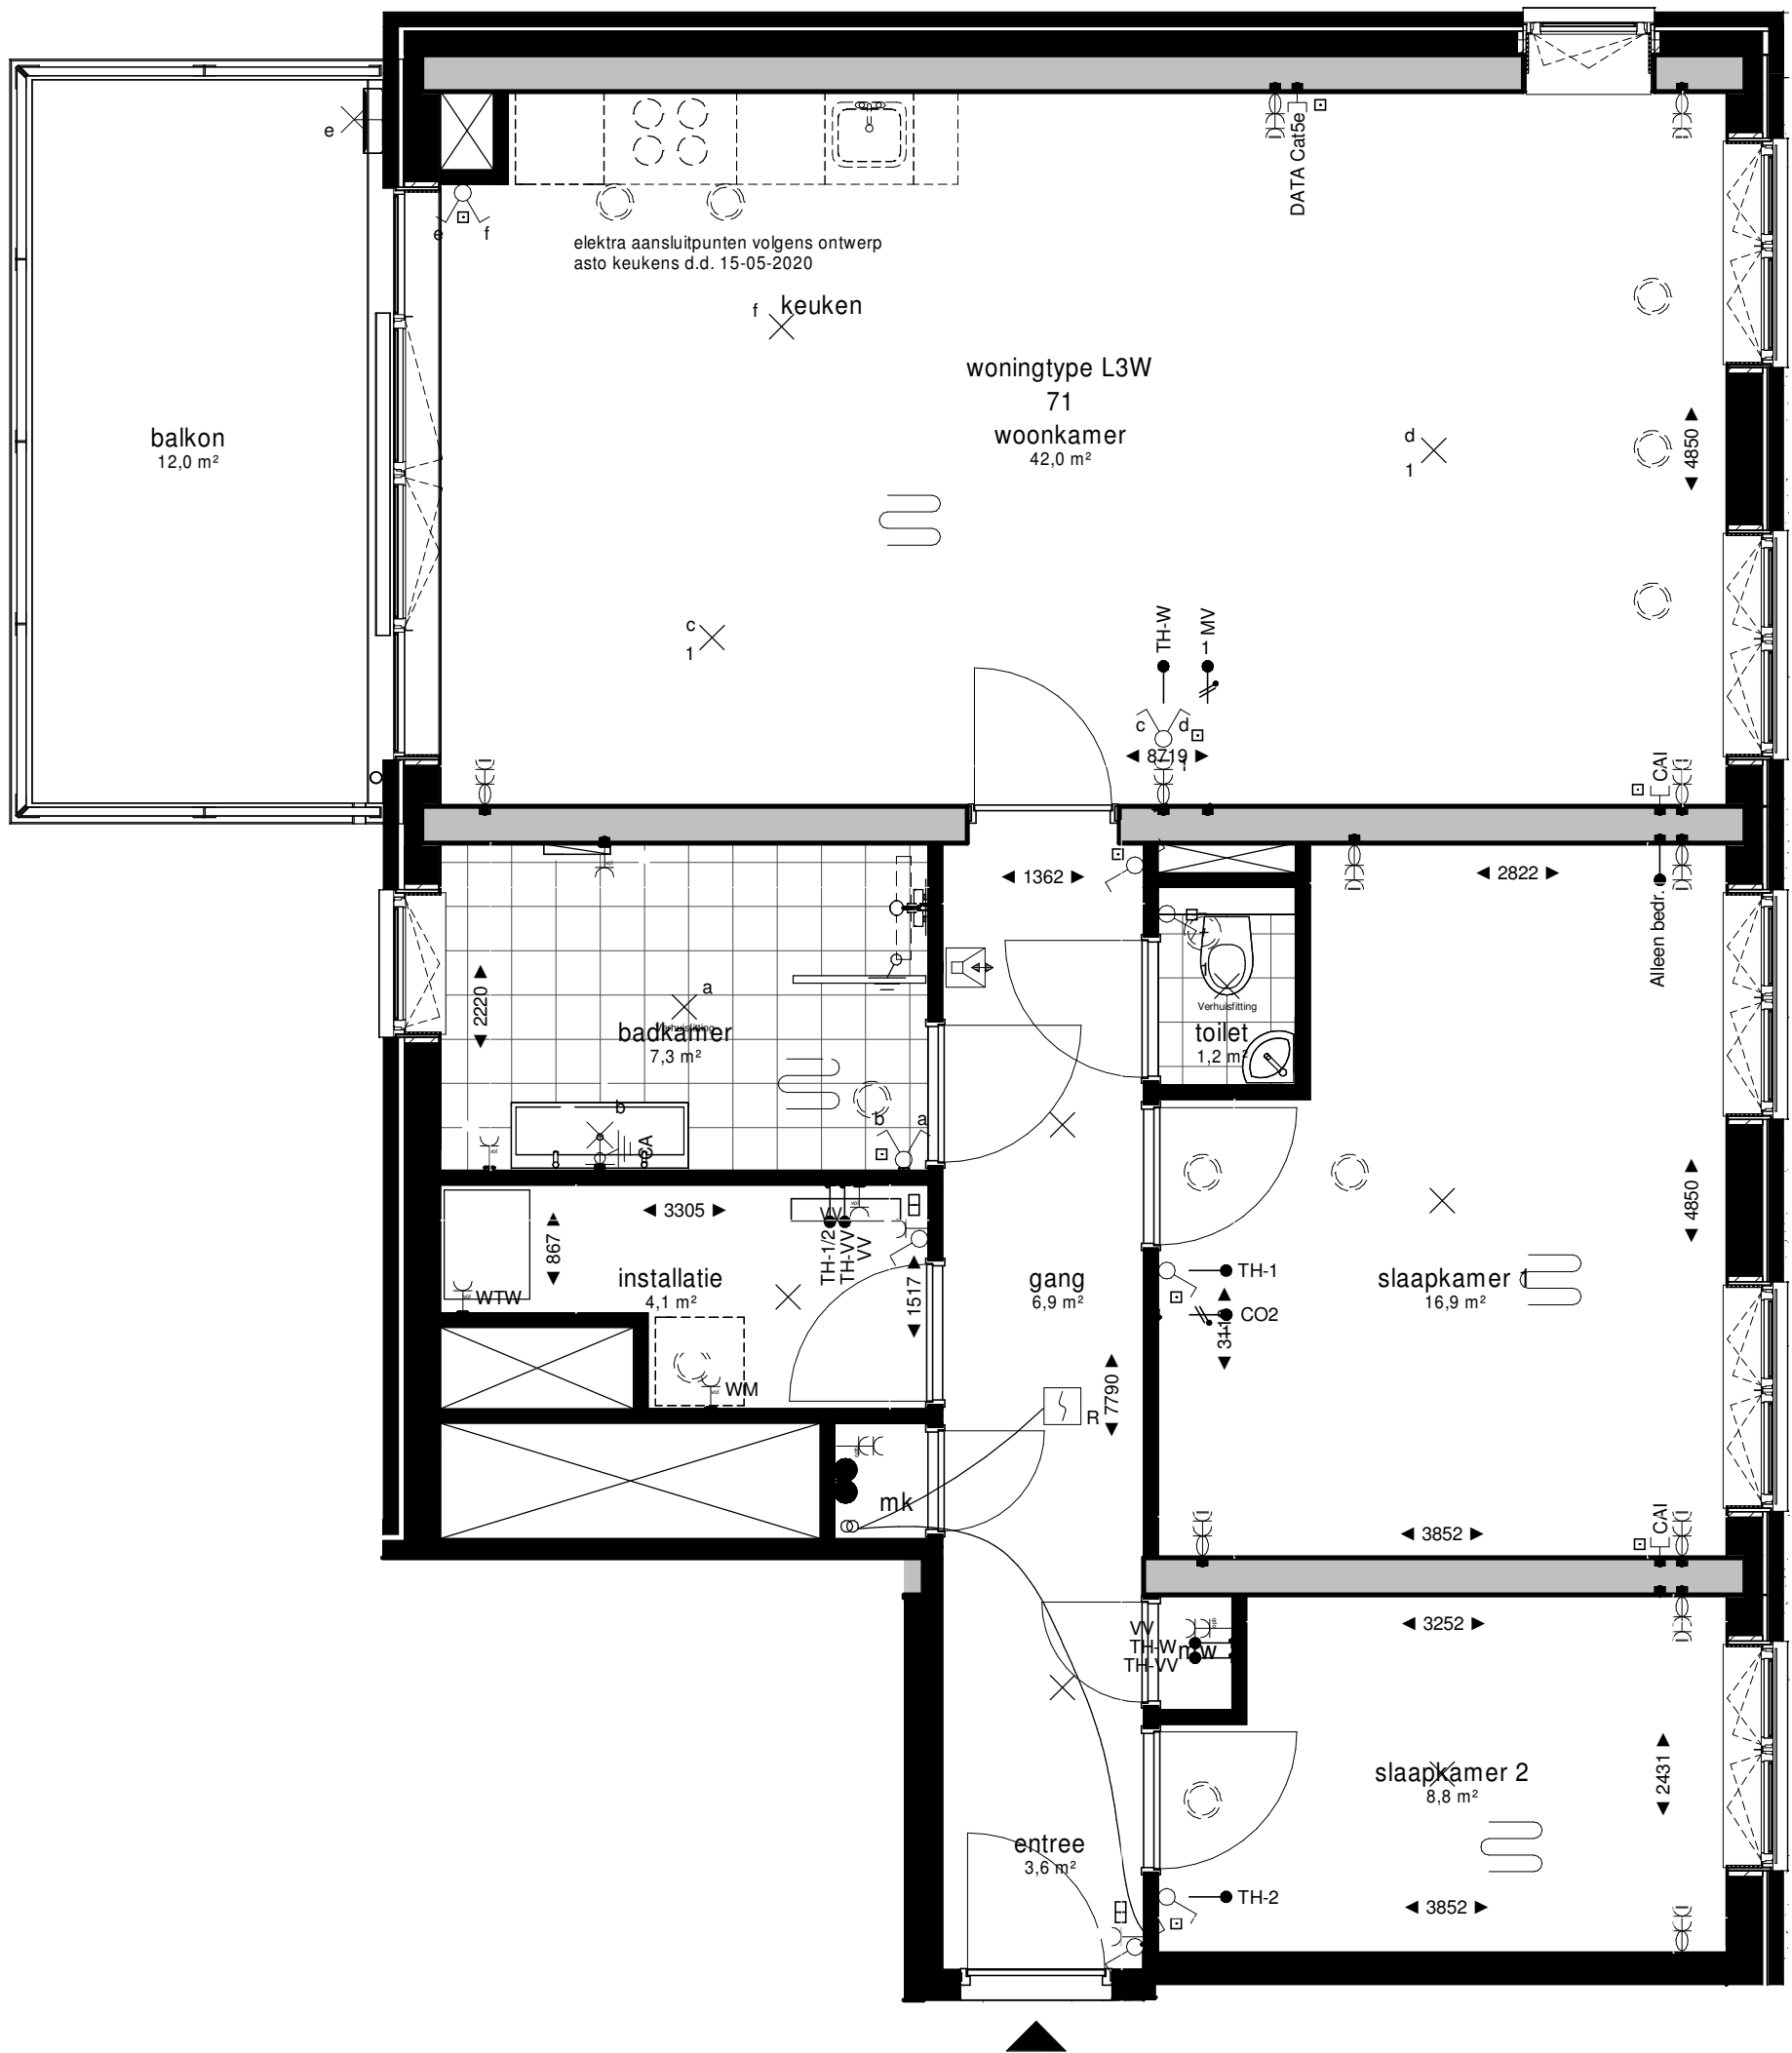 e
e
f
DATA Cat5e
elektra aansluitpunten volgens ontwerp
asto keukens d.d. 15-05-2020
f keuken
woningtype L3W
71
woonkamer
42,0 m²
balkon
12,0 m²
d
1
4850
c
1
TH-W
1 MV
c d
8719
1
CAI
1362
2822
Alleen bedr.
2220
a
Verhuisfitting
badkamer
7,3 m²
1
Verhuisfitting
toilet
1,2 m²
b
CA
b a
3305
867
VV
TH-1/2
TH-VV
VV
1517
WTW
installatie
4,1 m²
WM
gang
6,9 m²
TH-1
CO2
slaapkamer 1
16,9 m²
4850
7790
R
mk
3852
CAI
3252
VV
TH-W
TH-VV
mw
slaapkamer 2
8,8 m²
2431
entree
3,6 m²
TH-2
3852